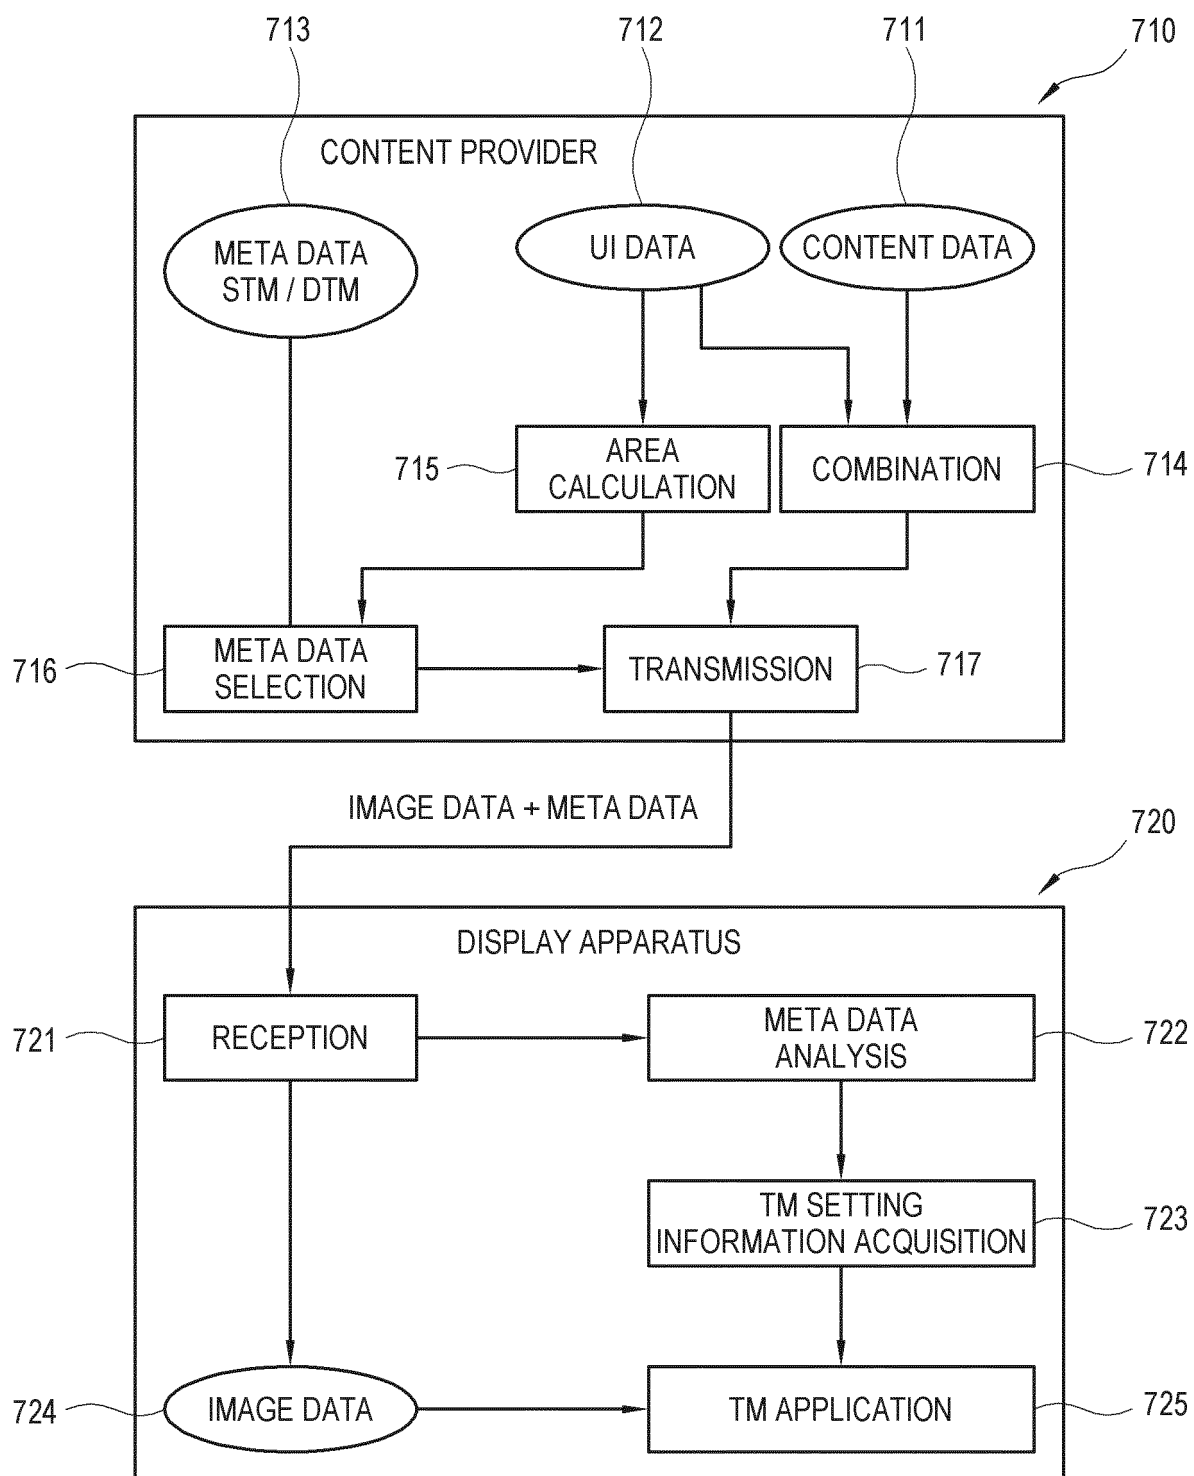 713
712
711
710
CONTENT PROVIDER
META DATA
STM / DTM
UI DATA
CONTENT DATA
715
AREA
CALCULATION
COMBINATION
714
716
META DATA
SELECTION
TRANSMISSION
717
IMAGE DATA + META DATA
720
DISPLAY APPARATUS
721
RECEPTION
META DATA
ANALYSIS
722
TM SETTING
INFORMATION ACQUISITION
723
724
IMAGE DATA
TM APPLICATION
725